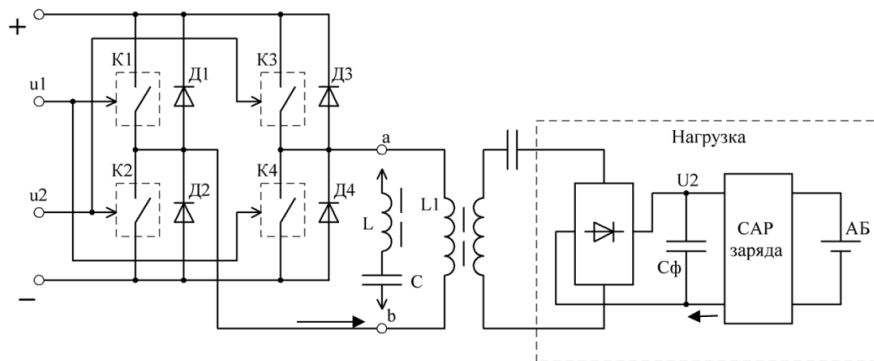 +
К1
Д1
К3
Д3
u1
a
Нагрузка
К2
Д2
К4
Д4
u2
L
L1
U2
САР
заряда
АБ
Сф
C
−
b